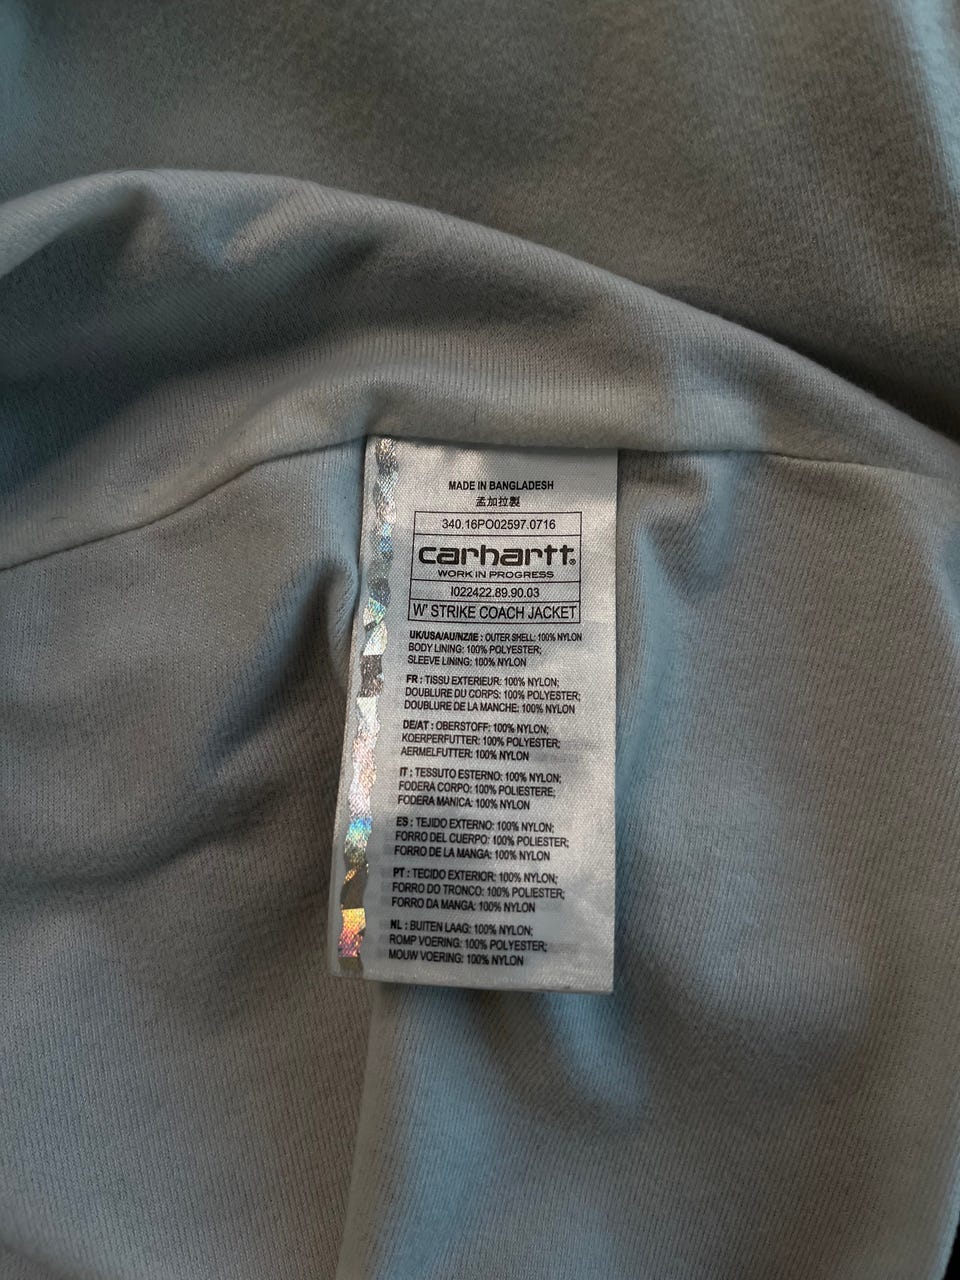 MADE IN BANGLADESH
孟加拉製
340.16PO02597.0716
carhartt®
WORK IN PROGRESS
I022422.89.90.03
W' STRIKE COACH JACKET
UK/USA/AU/NZ/IE : OUTER SHELL: 100% NYLON
BODY LINING: 100% POLYESTER;
SLEEVE LINING: 100% NYLON
FR : TISSU EXTERIEUR: 100% NYLON;
DOUBLURE DU CORPS: 100% POLYESTER;
DOUBLURE DE LA MANCHE: 100% NYLON
DE/AT : OBERSTOFF: 100% NYLON;
KOERPERFUTTER: 100% POLYESTER;
AERMELFUTTER: 100% NYLON
IT : TESSUTO ESTERNO: 100% NYLON;
FODERA CORPO: 100% POLIESTERE;
FODERA MANICA: 100% NYLON
ES : TEJIDO EXTERNO: 100% NYLON;
FORRO DEL CUERPO: 100% POLIESTER;
FORRO DE LA MANGA: 100% NYLON
PT : TECIDO EXTERIOR: 100% NYLON;
FORRO DO TRONCO: 100% POLIESTER;
FORRO DA MANGA: 100% NYLON
NL : BUITEN LAAG: 100% NYLON;
ROMP VOERING: 100% POLYESTER;
MOUW VOERING: 100% NYLON